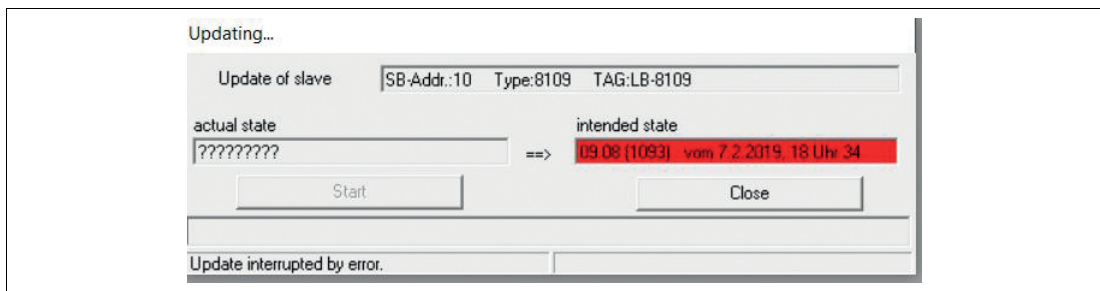 Updating...
Update of slave SB-Addr.:10 Type:8109 TAG:LB-8109
actual state intended state
????????? ==> 09.08 (1093) vom 7.2.2019, 18 Uhr 34
Start Close
Update interrupted by error.